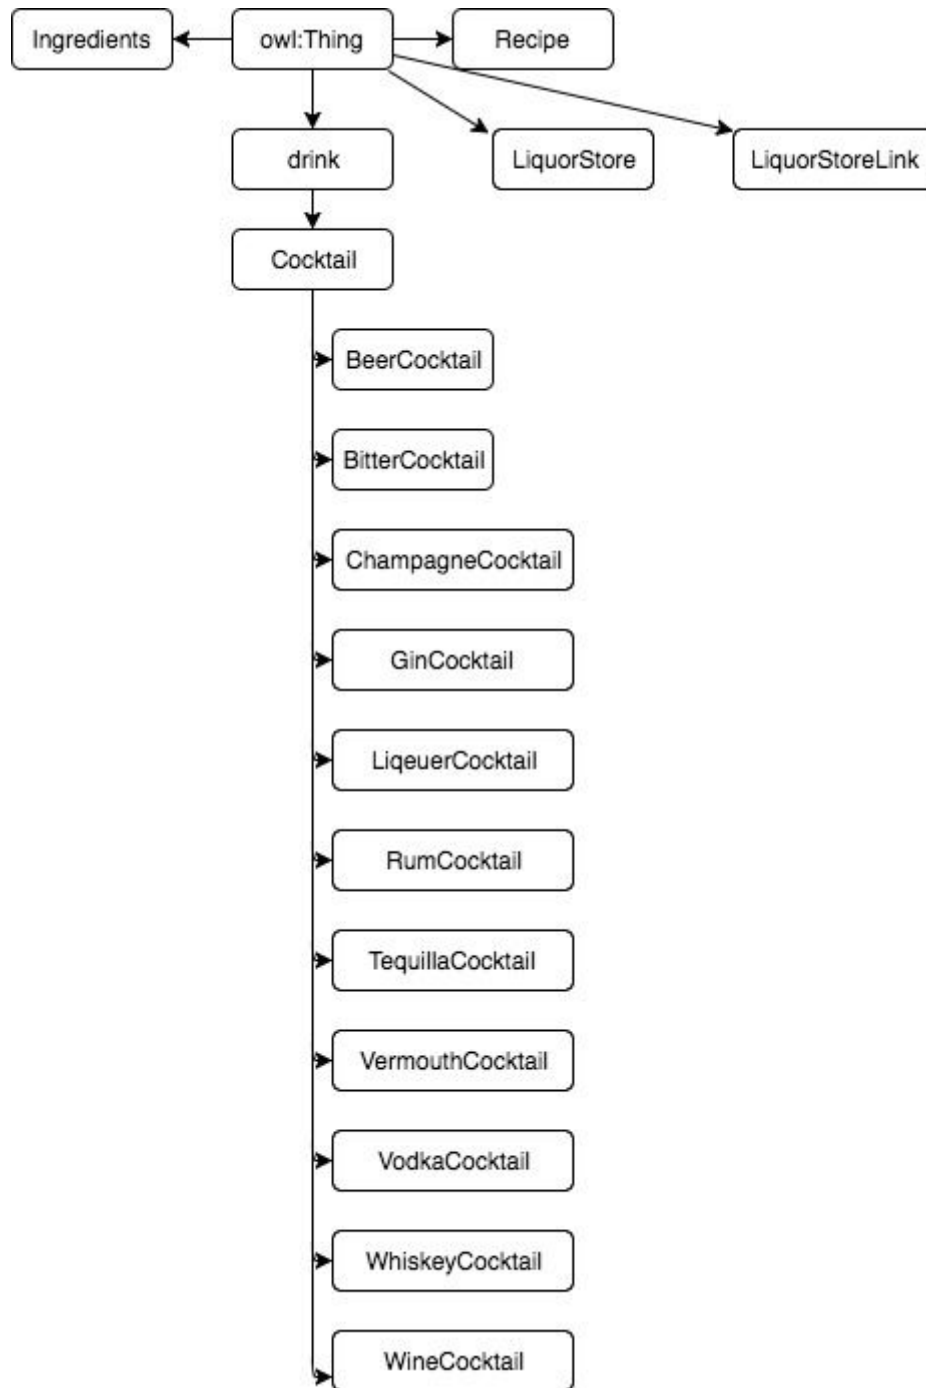 Ingredients
owl:Thing
Recipe
drink
LiquorStore
LiquorStoreLink
Cocktail
BeerCocktail
BitterCocktail
ChampagneCocktail
GinCocktail
LiqeuerCocktail
RumCocktail
TequillaCocktail
VermouthCocktail
VodkaCocktail
WhiskeyCocktail
WineCocktail